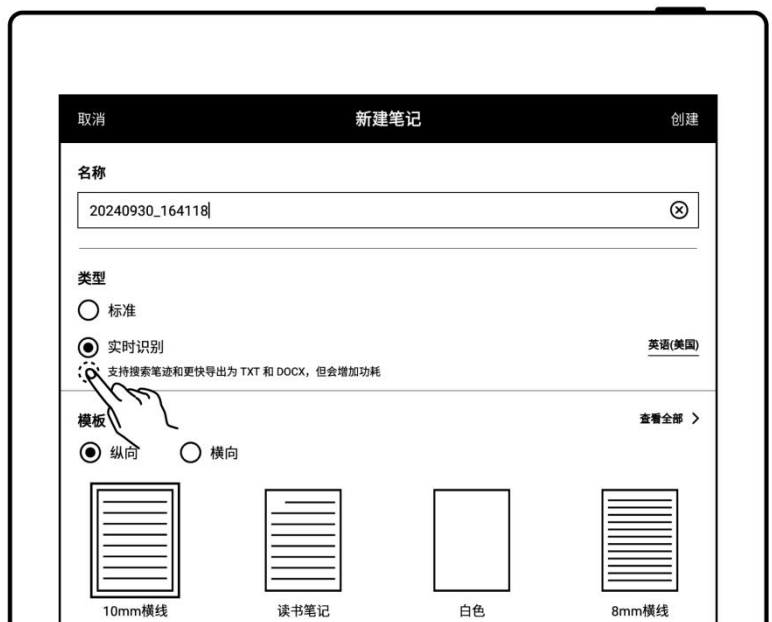 取消 新建笔记 创建
名称
20240930_164118
类型
标准
实时识别 英语(美国)
支持搜索笔迹和更快导出为 TXT 和 DOCX，但会增加功耗
模板 查看全部
纵向 横向
10mm横线 读书笔记 白色 8mm横线